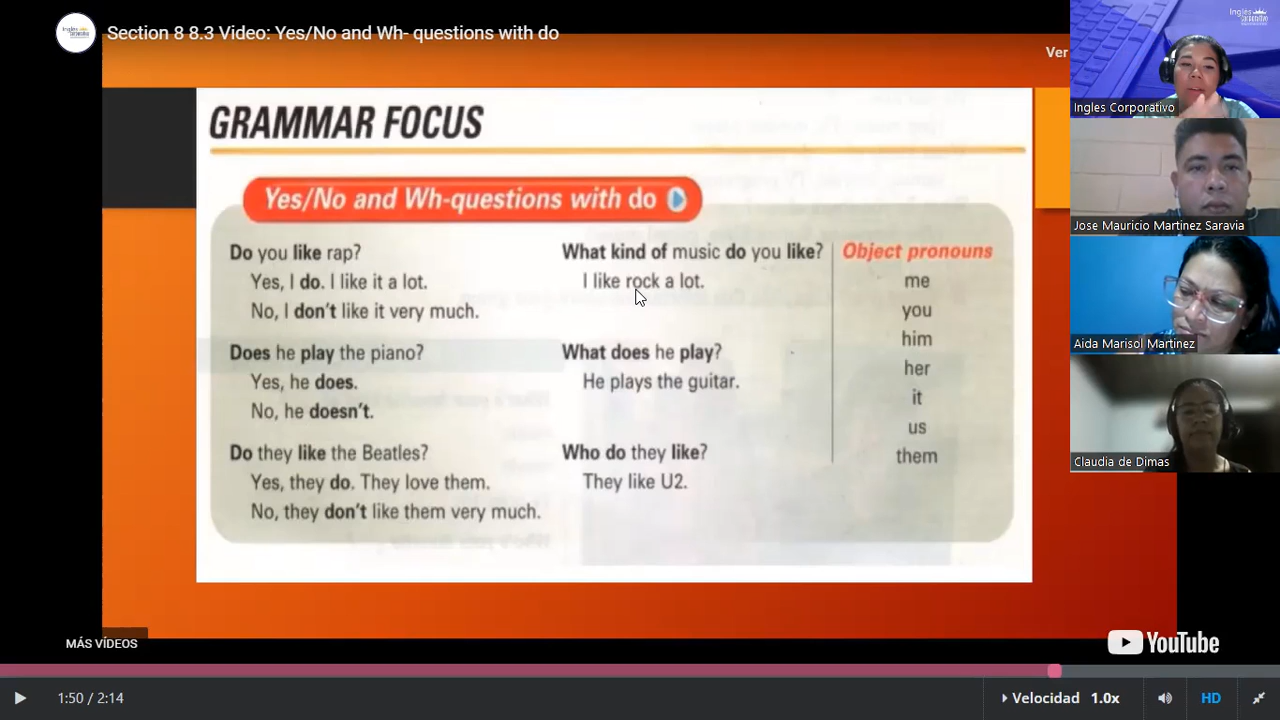 Section 8 8.3 Video: Yes/No and Wh- questions with do
Ver
GRAMMAR FOCUS
Yes/No and Wh-questions with do
Do you like rap?
Yes, I do. I like it a lot.
No, I don't like it very much.
Does he play the piano?
Yes, he does.
No, he doesn't.
Do they like the Beatles?
Yes, they do. They love them.
No, they don't like them very much.
What kind of music do you like?
I like rock a lot.
What does he play?
He plays the guitar.
Who do they like?
They like U2.
Object pronouns
me
you
him
her
it
us
them
Ingles Corporativo
Jose Mauricio Martinez Saravia
Aida Marisol Martinez
Claudia de Dimas
Inglés
Corporativo
MÁS VÍDEOS
YouTube
1:50 / 2:14
Velocidad 1.0x
HD